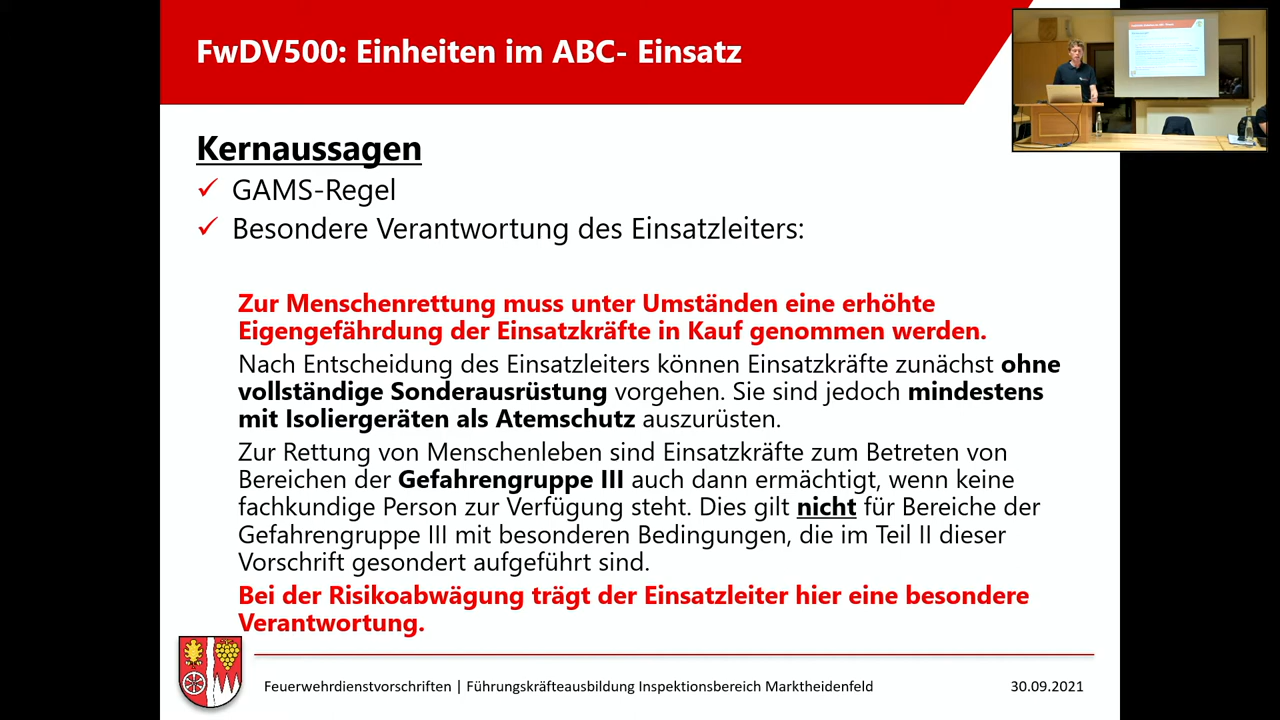 FwDV500: Einheiten im ABC- Einsatz
Kernaussagen
✓ GAMS-Regel
✓ Besondere Verantwortung des Einsatzleiters:
Zur Menschenrettung muss unter Umständen eine erhöhte
Eigengefährdung der Einsatzkräfte in Kauf genommen werden.
Nach Entscheidung des Einsatzleiters können Einsatzkräfte zunächst ohne
vollständige Sonderausrüstung vorgehen. Sie sind jedoch mindestens
mit Isoliergeräten als Atemschutz auszurüsten.
Zur Rettung von Menschenleben sind Einsatzkräfte zum Betreten von
Bereichen der Gefahrengruppe III auch dann ermächtigt, wenn keine
fachkundige Person zur Verfügung steht. Dies gilt nicht für Bereiche der
Gefahrengruppe III mit besonderen Bedingungen, die im Teil II dieser
Vorschrift gesondert aufgeführt sind.
Bei der Risikoabwägung trägt der Einsatzleiter hier eine besondere
Verantwortung.
Feuerwehrdienstvorschriften | Führungskräfteausbildung Inspektionsbereich Marktheidenfeld
30.09.2021